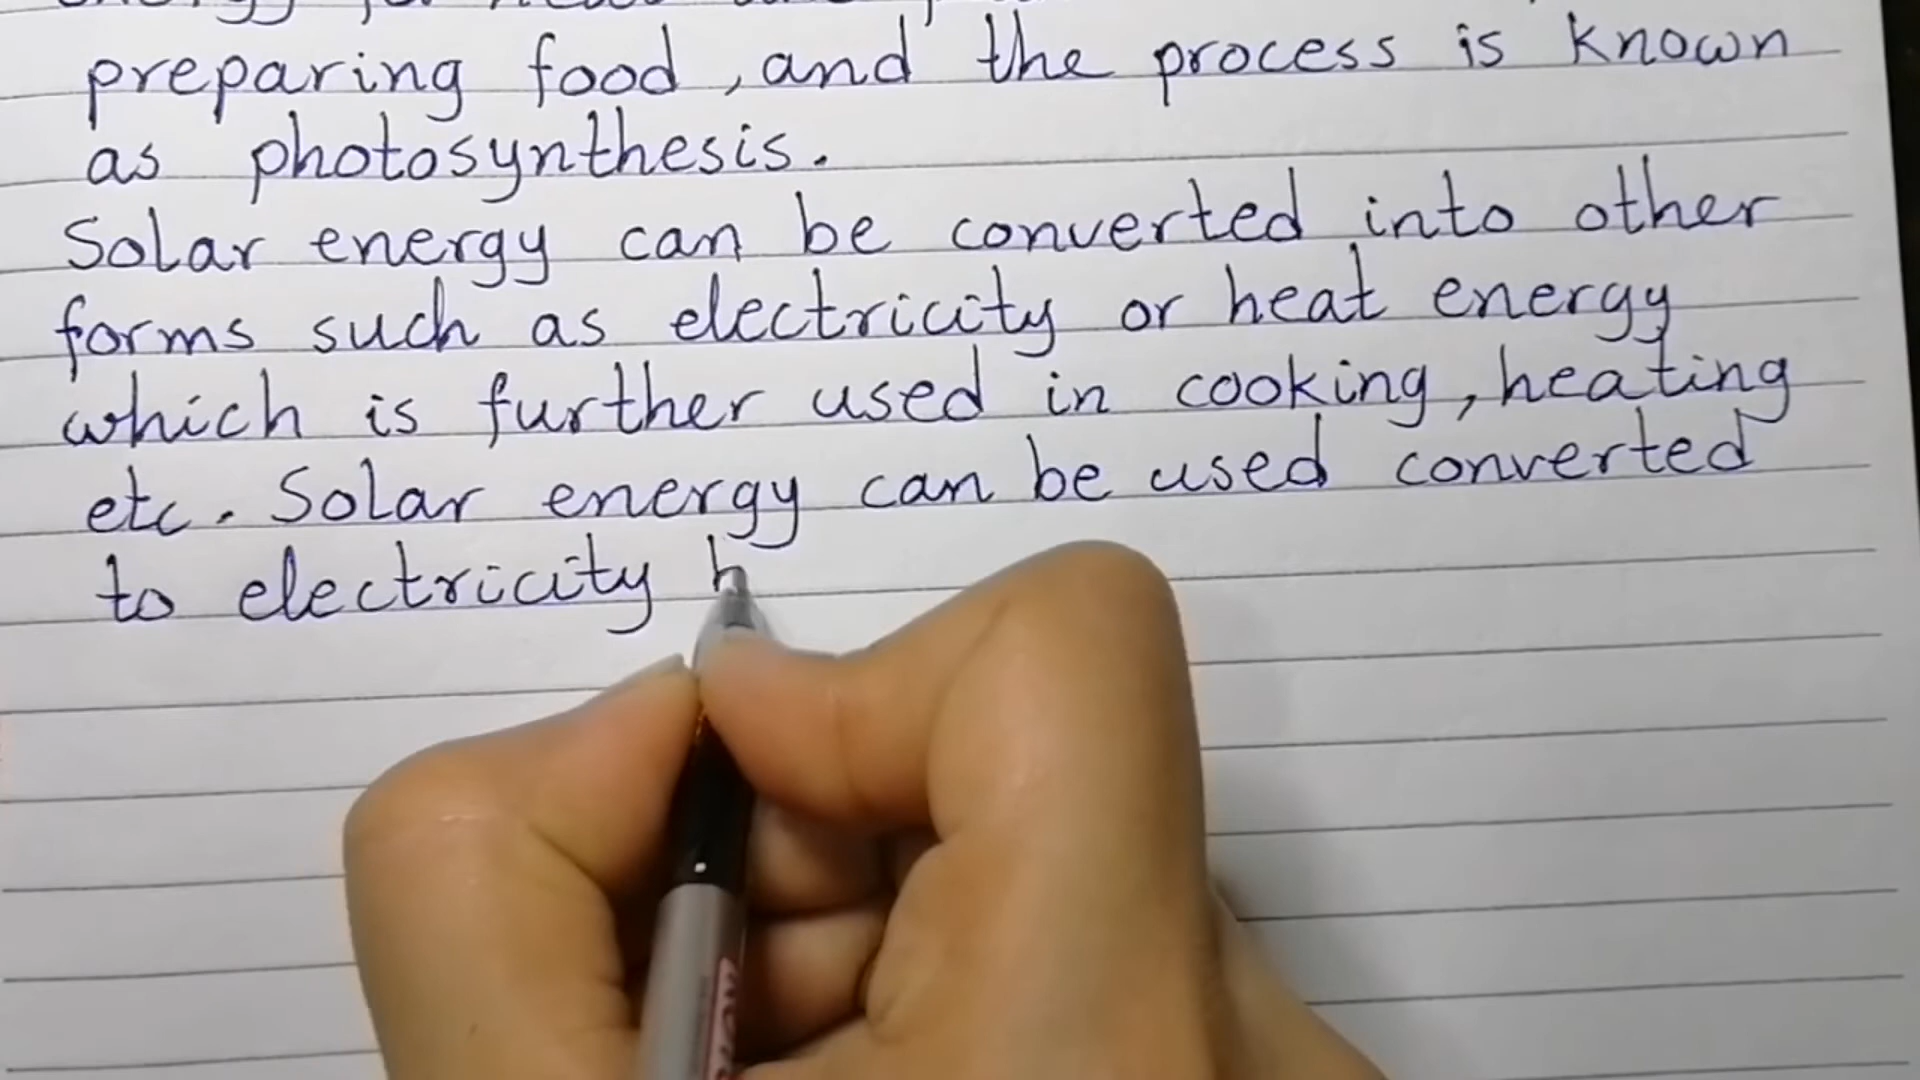 preparing food, and the process is known
as photosynthesis.
Solar energy can be converted into other
forms such as electricity or heat energy
which is further used in cooking, heating
etc. Solar energy can be used converted
to electricity